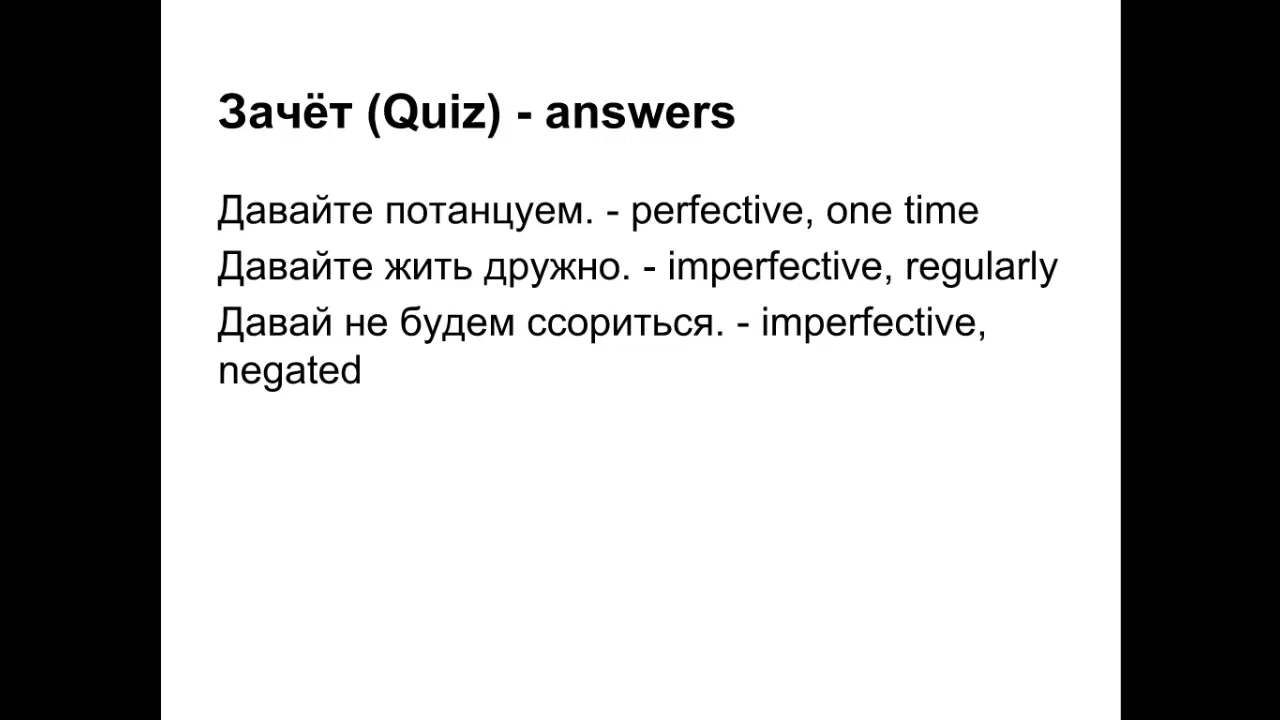 Зачёт (Quiz) - answers
Давайте потанцуем. - perfective, one time
Давайте жить дружно. - imperfective, regularly
Давай не будем ссориться. - imperfective,
negated